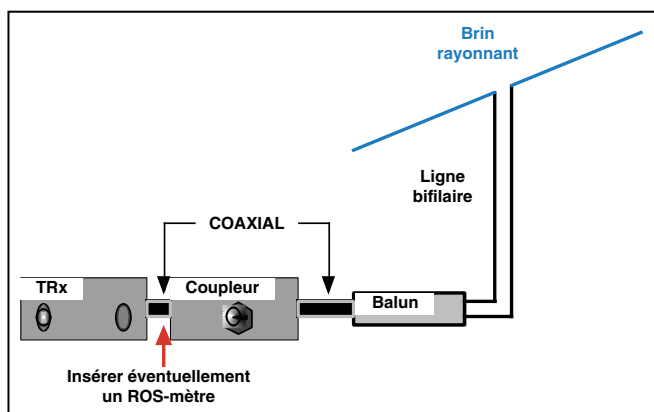 Brin
rayonnant
Ligne
bifilaire
COAXIAL
TRx
Coupleur
Balun
Insérer éventuellement
un ROS-mètre